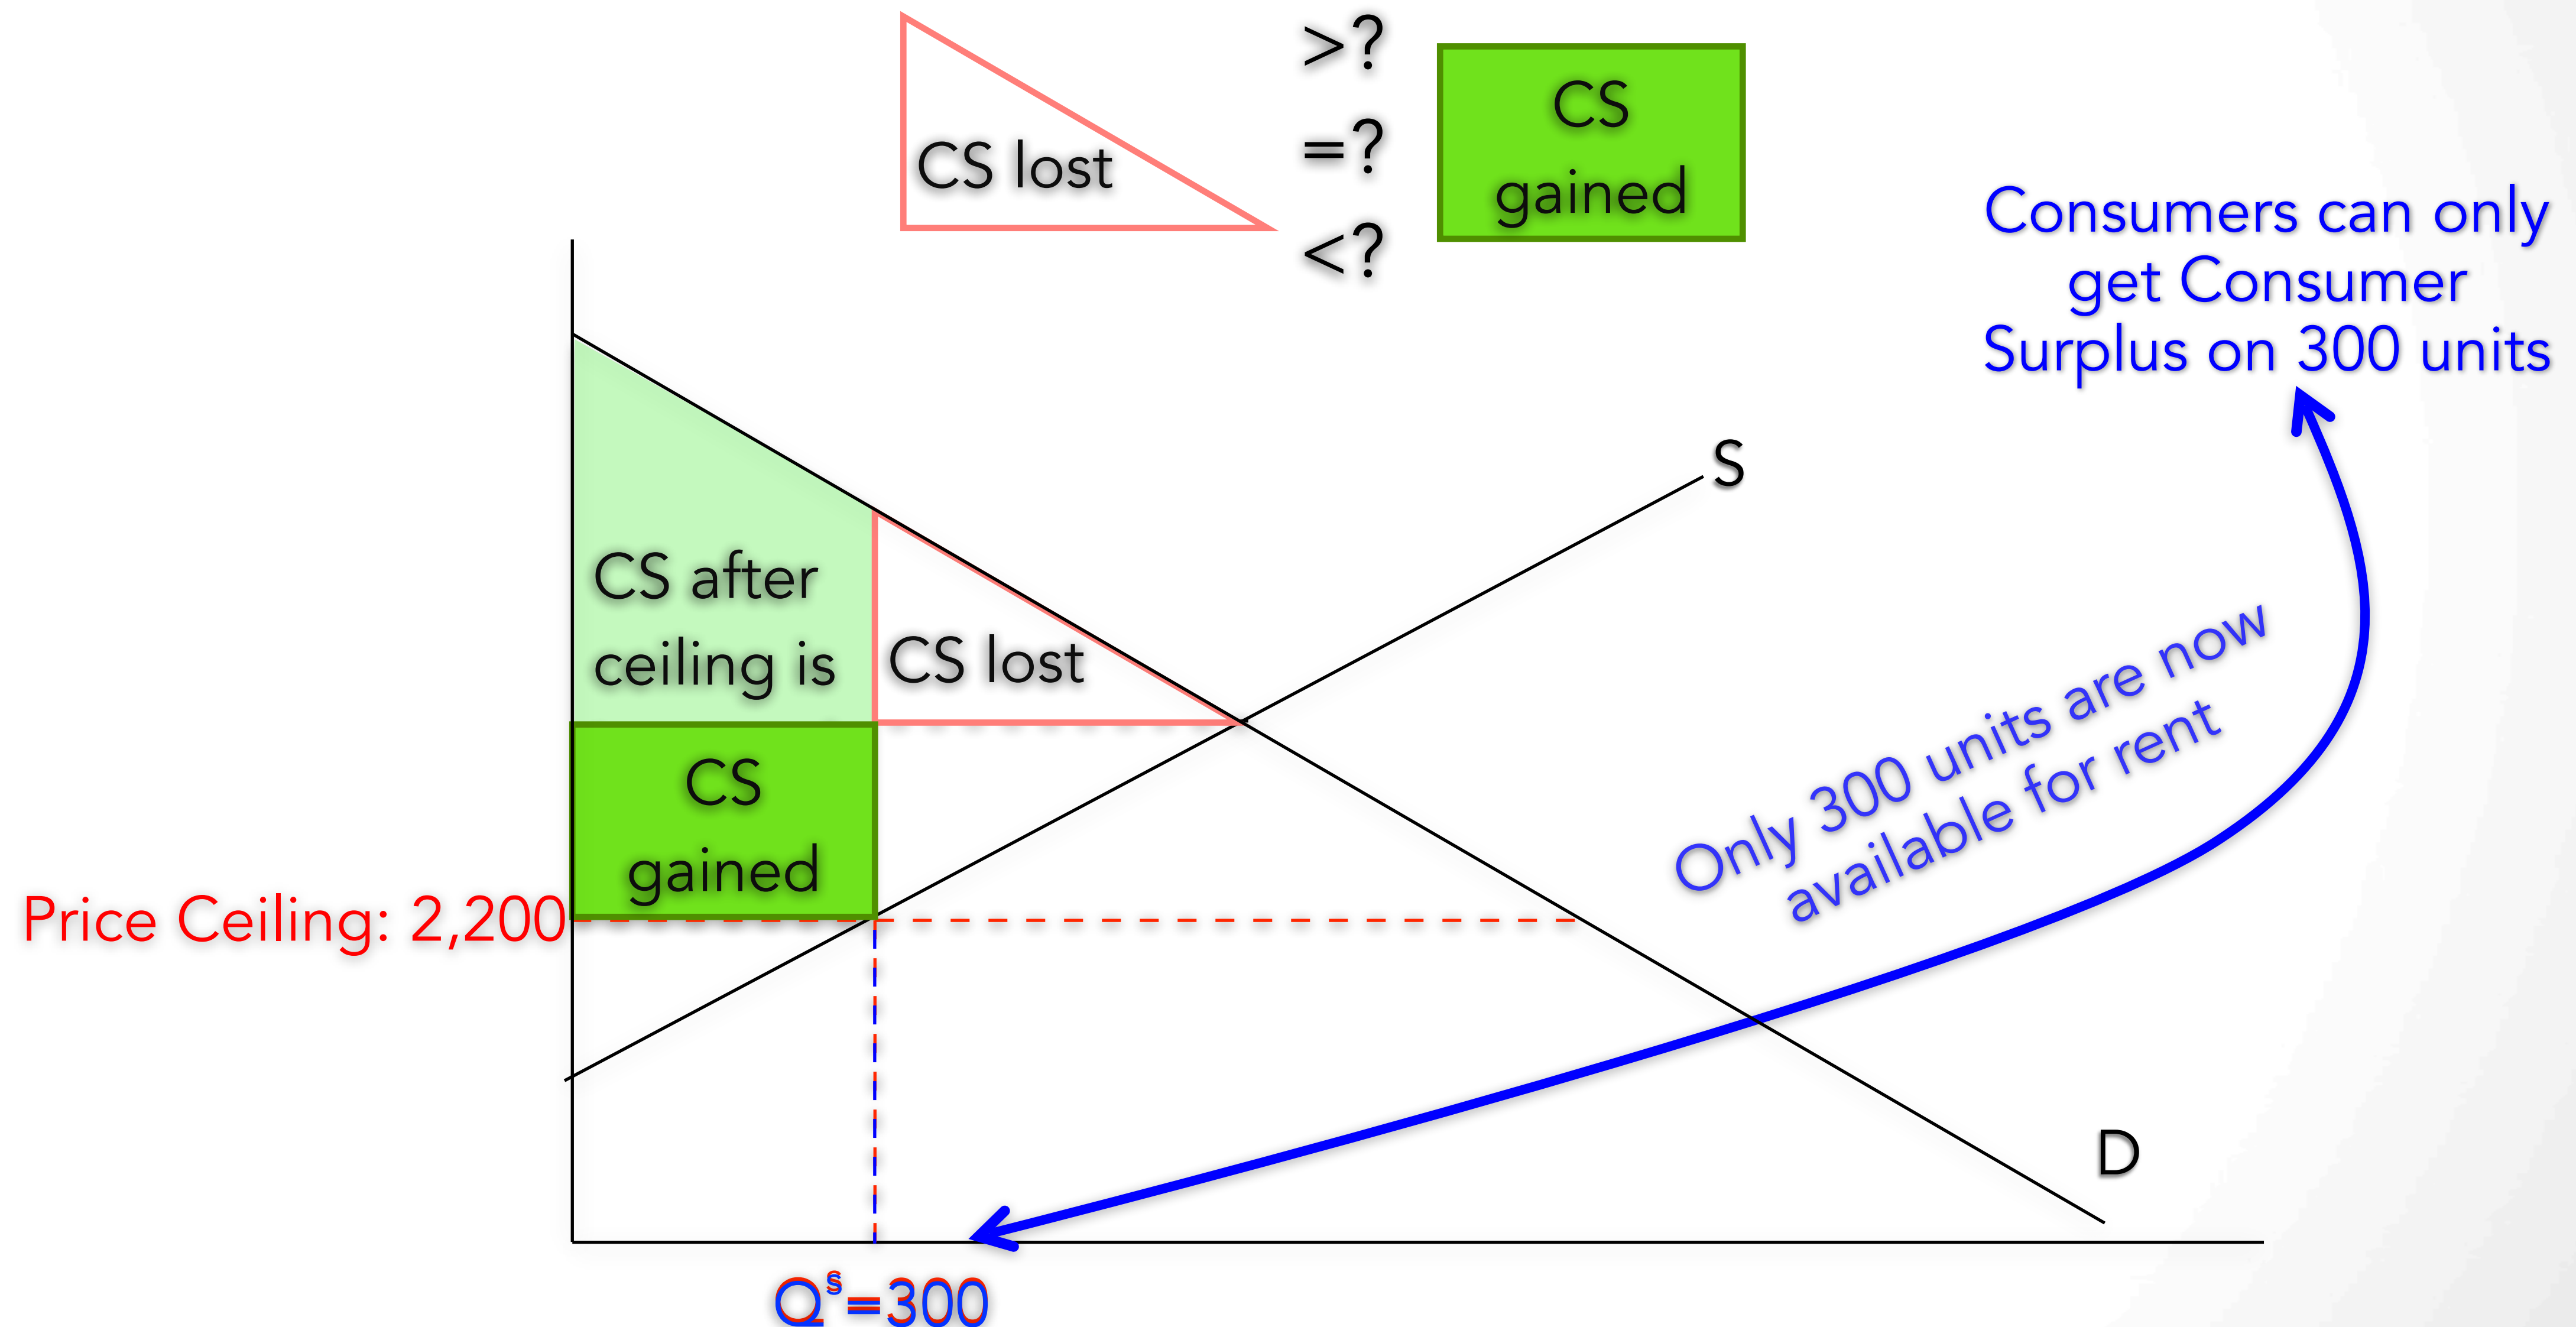 >?
=?
<?
CS lost
CS
gained
Consumers can only
get Consumer
Surplus on 300 units
S
CS after
ceiling is
CS lost
CS
gained
Only 300 units are now
available for rent
Price Ceiling: 2,200
D
Qˢ=300